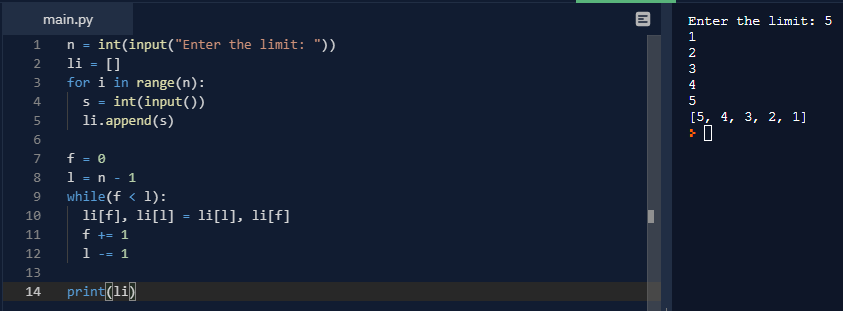 main.py
1 n = int(input("Enter the limit: "))
2 li = []
3 for i in range(n):
4   s = int(input())
5   li.append(s)
6
7 f = 0
8 l = n - 1
9 while(f < l):
10   li[f], li[l] = li[l], li[f]
11   f += 1
12   l -= 1
13
14 print(li)
Enter the limit: 5
1
2
3
4
5
[5, 4, 3, 2, 1]